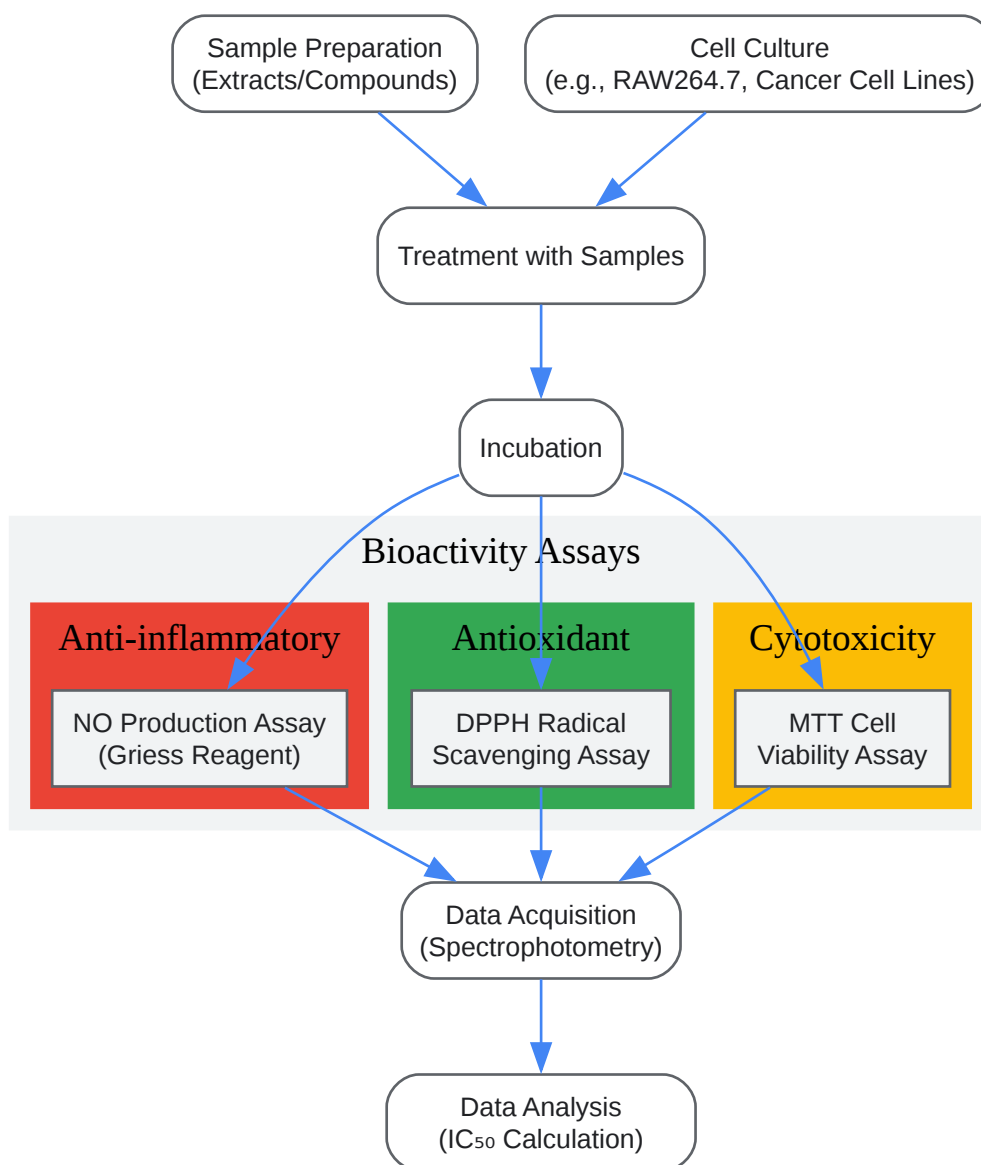 Sample Preparation
(Extracts/Compounds)
Cell Culture
(e.g., RAW264.7, Cancer Cell Lines)
Treatment with Samples
Incubation
Bioactivity Assays
Anti-inflammatory
Antioxidant
Cytotoxicity
NO Production Assay
(Griess Reagent)
DPPH Radical
Scavenging Assay
MTT Cell
Viability Assay
Data Acquisition
(Spectrophotometry)
Data Analysis
(IC₅₀ Calculation)